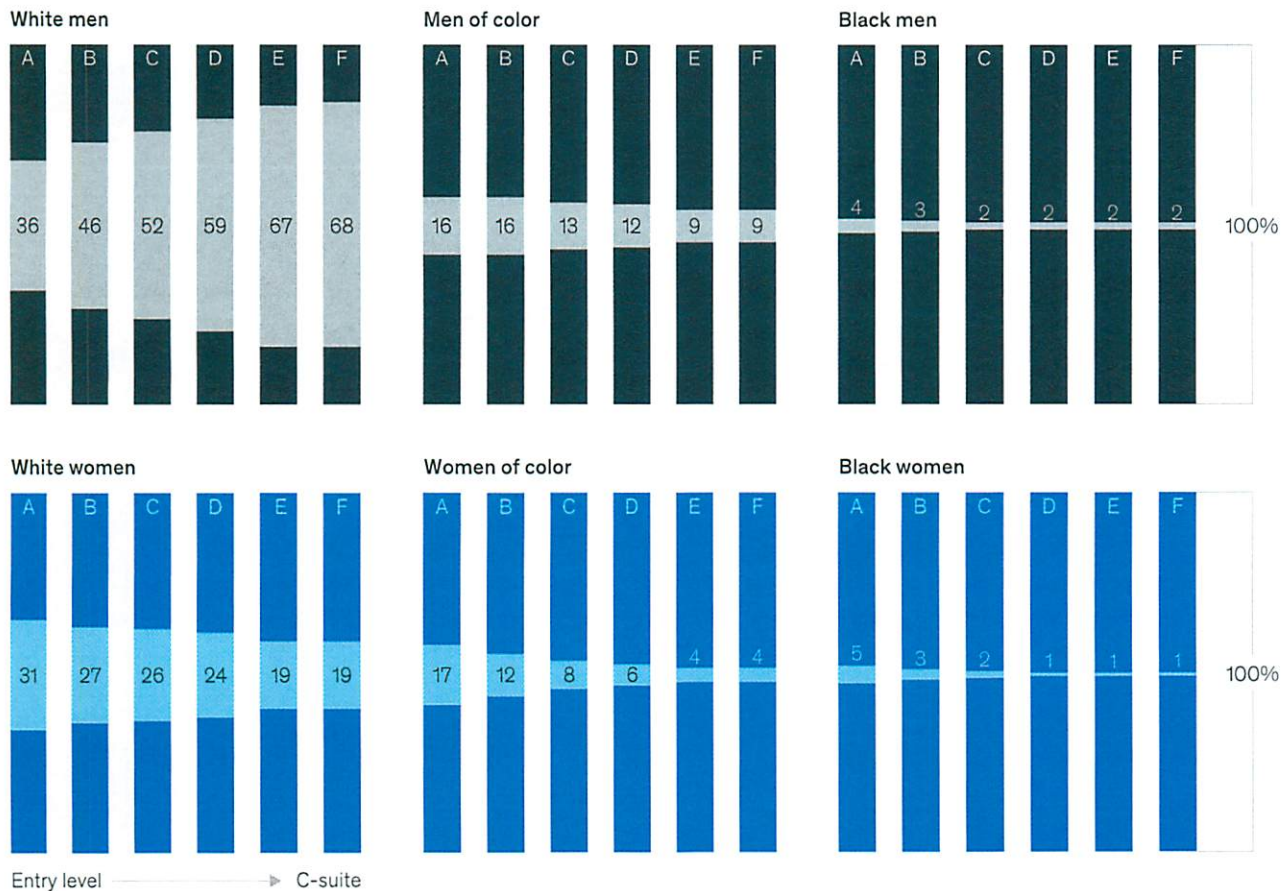 White men Men of color Black men
A B C D E F A B C D E F A B C D E F
36 46 52 59 67 68 16 16 13 12 9 9 4 3 2 2 2 2 100%
White women Women of color Black women
A B C D E F A B C D E F A B C D E F
31 27 26 24 19 19 17 12 8 6 4 4 5 3 2 1 1 1 100%
Entry level C-suite